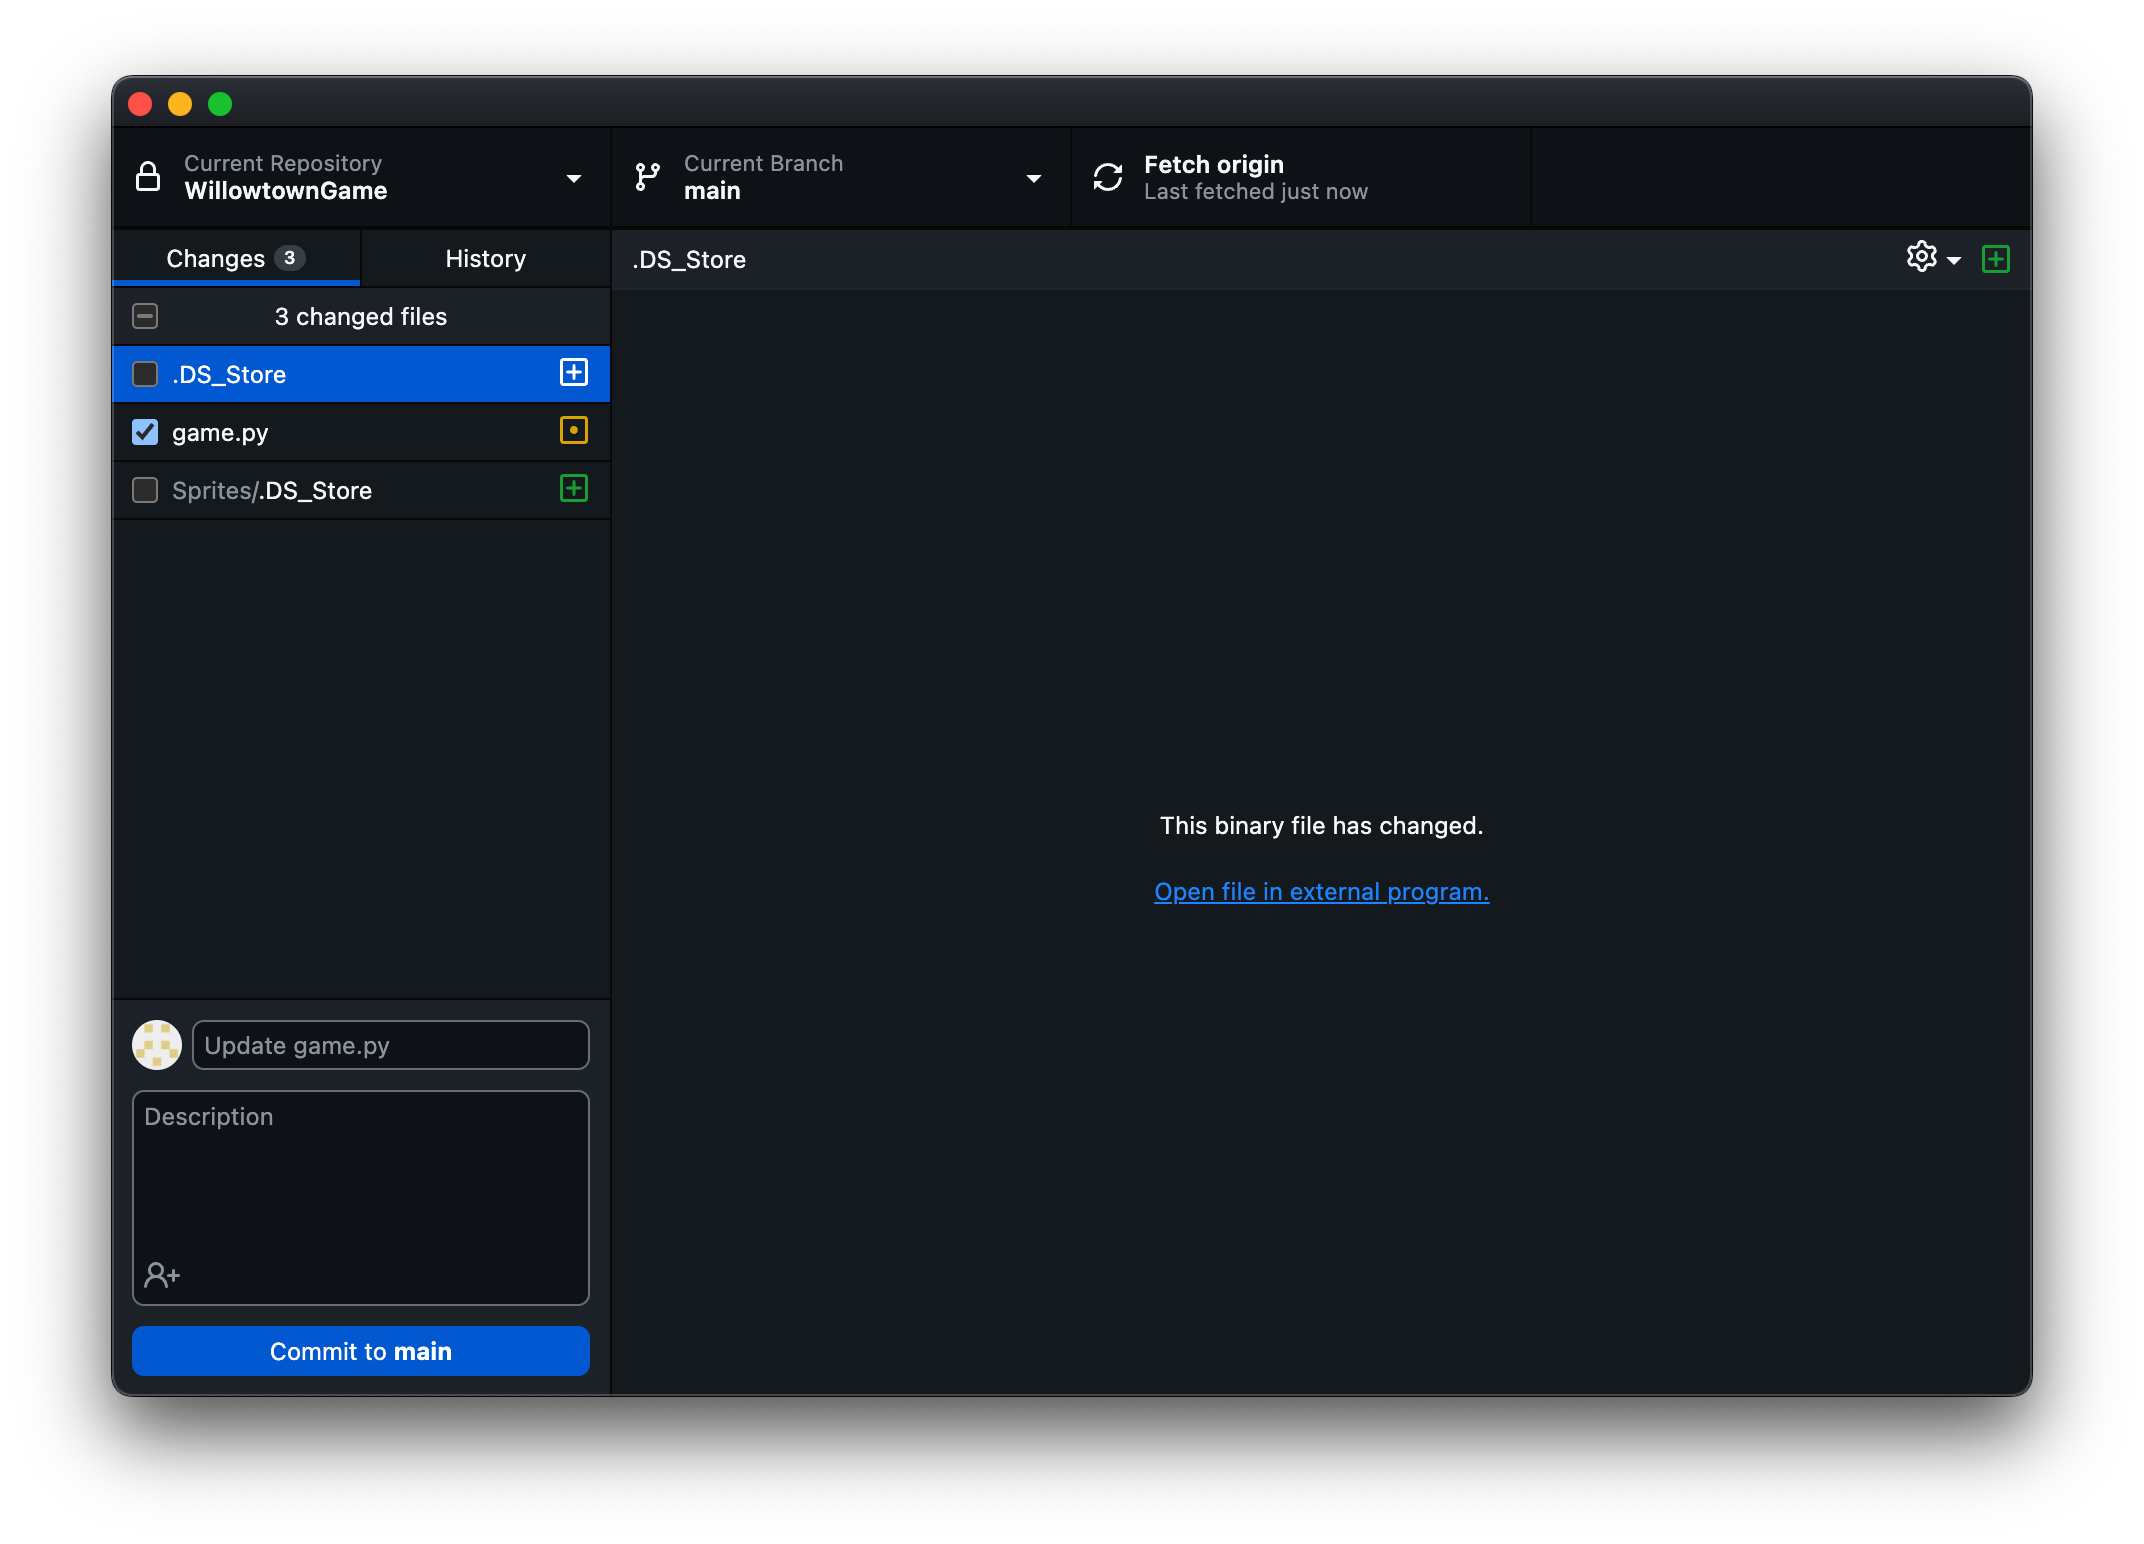 Current Repository
WillowtownGame
Current Branch
main
Fetch origin
Last fetched just now
Changes 3
History
.DS_Store
3 changed files
.DS_Store
game.py
Sprites/.DS_Store
This binary file has changed.
Open file in external program.
Update game.py
Description
Commit to main